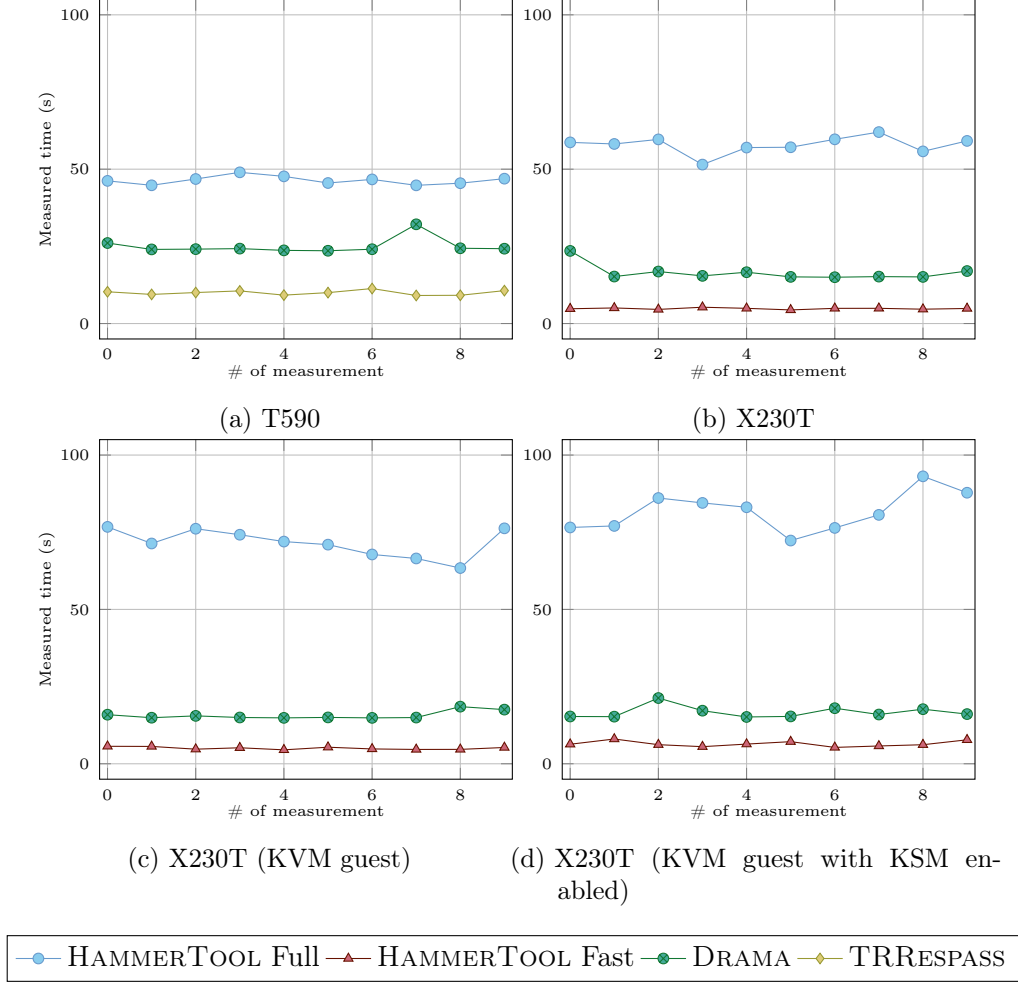 100
50
0
Measured time (s)
0 2 4 6 8
# of measurement
(a) T590
100
50
0
0 2 4 6 8
# of measurement
(b) X230T
100
50
0
Measured time (s)
0 2 4 6 8
# of measurement
(c) X230T (KVM guest)
100
50
0
0 2 4 6 8
# of measurement
(d) X230T (KVM guest with KSM en-
abled)
HAMMERTOOL Full HAMMERTOOL Fast DRAMA TRRESPASS